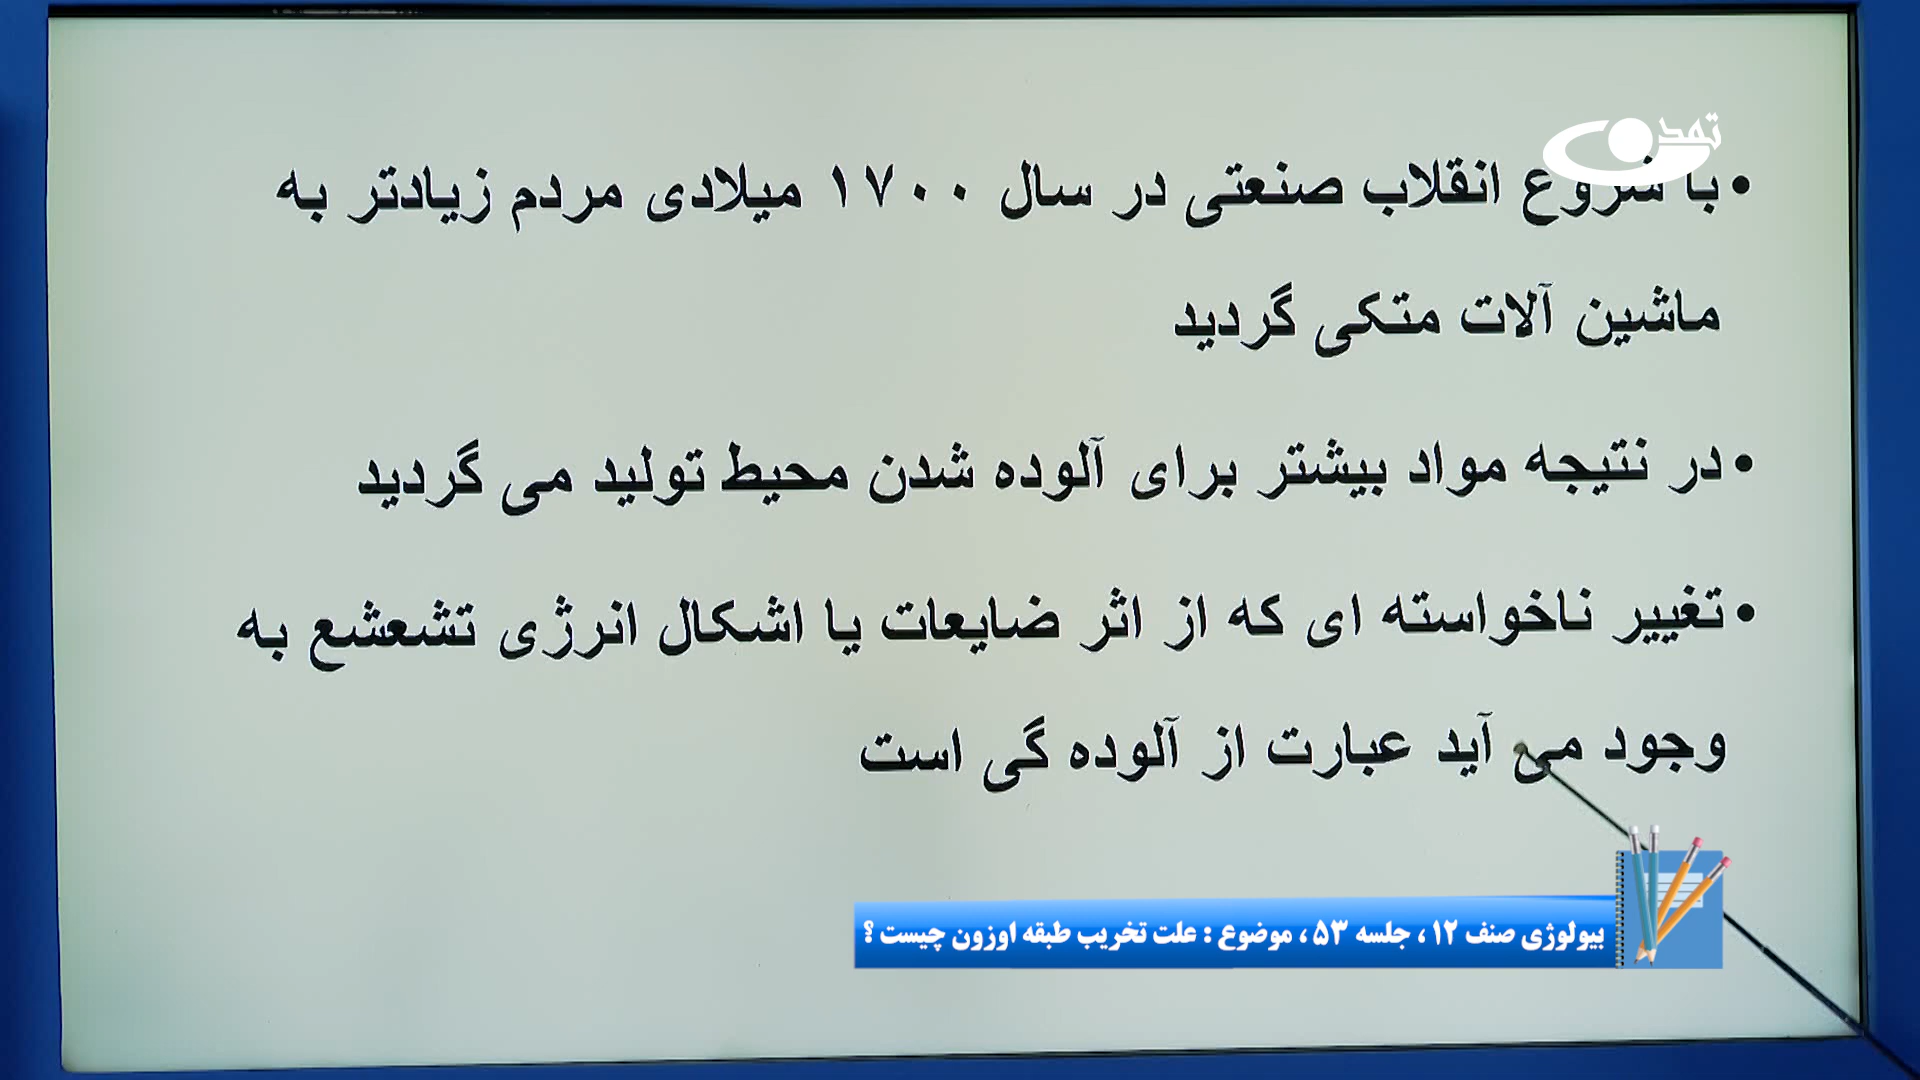 تمدن
• با شروع انقلاب صنعتی در سال ۱۷۰۰ میلادی مردم زیادتر به
ماشین آلات متکی گردید
• در نتیجه مواد بیشتر برای آلوده شدن محیط تولید می گردید
• تغییر ناخواسته ای که از اثر ضایعات یا اشکال انرژی تشعشع به
وجود می آید عبارت از آلوده گی است
بیولوژی صنف ۱۲ ، جلسه ۵۳ ، موضوع : علت تخریب طبقه اوزون چیست ؟